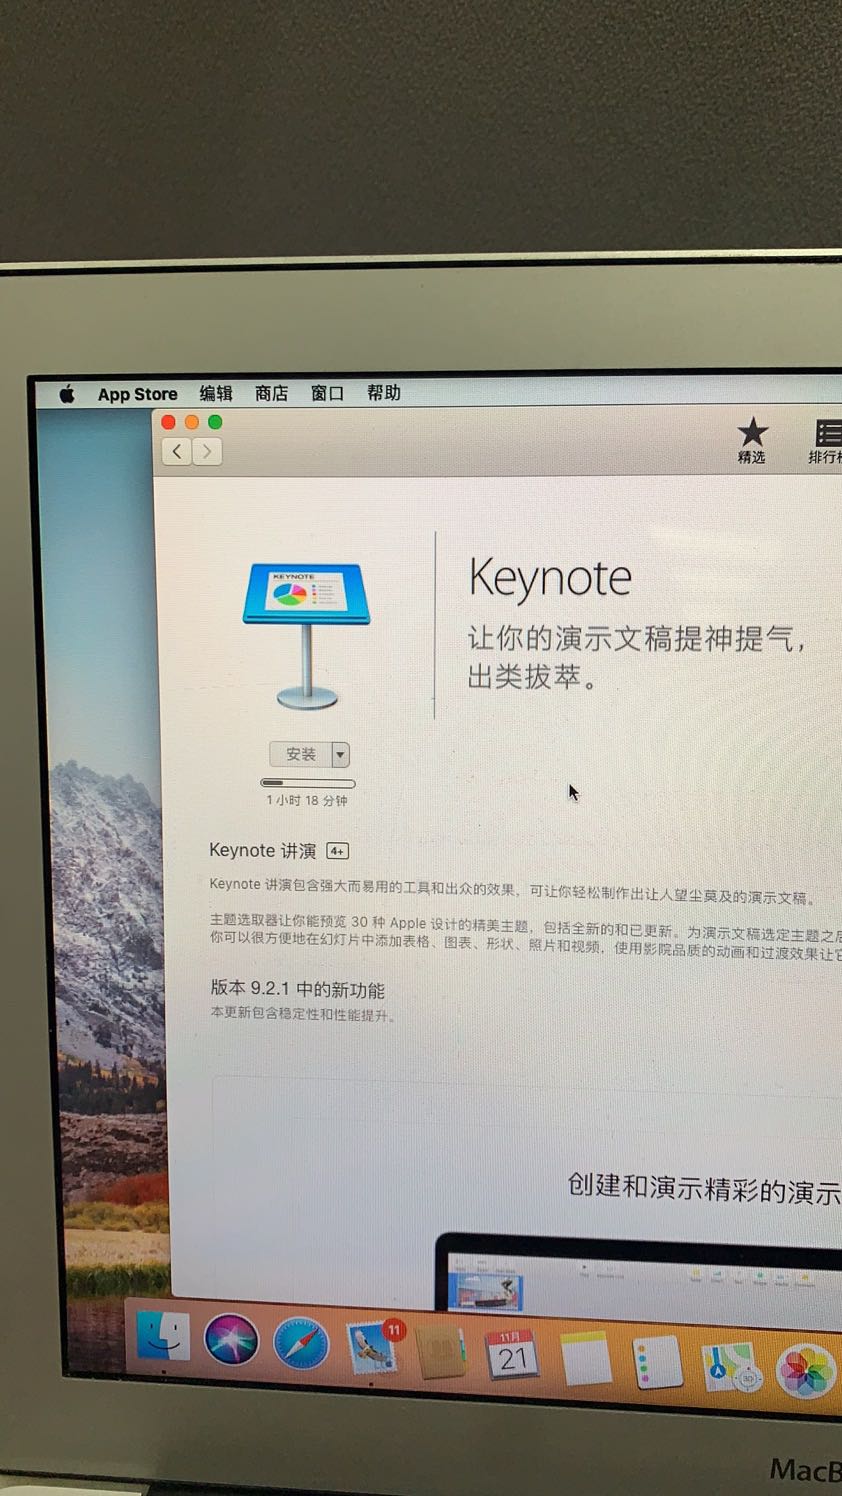 App Store 编辑 商店 窗口 帮助
精选
排行
KEYNOTE
Keynote
让你的演示文稿提神提气，
出类拔萃。
安装
1 小时 18 分钟
Keynote 讲演 4+
Keynote 讲演包含强大而易用的工具和出众的效果，可让你轻松制作出让人望尘莫及的演示文稿。
主题选取器让你能预览 30 种 Apple 设计的精美主题，包括全新的和已更新。为演示文稿选定主题之后
你可以很方便地在幻灯片中添加表格、图表、形状、照片和视频，使用影院品质的动画和过渡效果让它
版本 9.2.1 中的新功能
本更新包含稳定性和性能提升。
创建和演示精彩的演示
11
11月
21
MacB